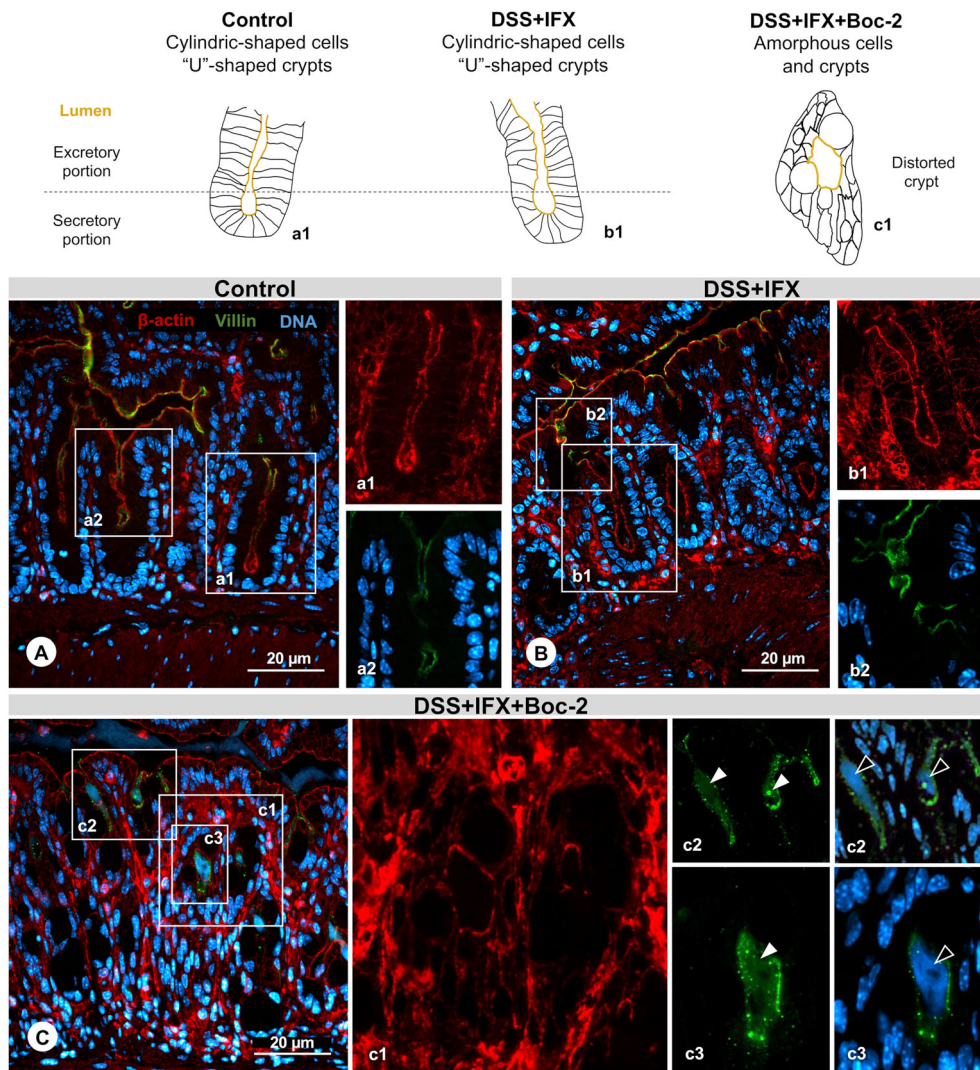 Control
Cylindric-shaped cells
“U”-shaped crypts
DSS+IFX
Cylindric-shaped cells
“U”-shaped crypts
DSS+IFX+Boc-2
Amorphous cells
and crypts
Lumen
Excretory
portion
Secretory
portion
a1
b1
c1
Distorted
crypt
Control
β-actin Villin DNA
a2
a1
A
20 µm
a1
a2
DSS+IFX
b2
b1
B
20 µm
b1
b2
DSS+IFX+Boc-2
c2
c1
c3
C
20 µm
c1
c2
c2
c3
c3